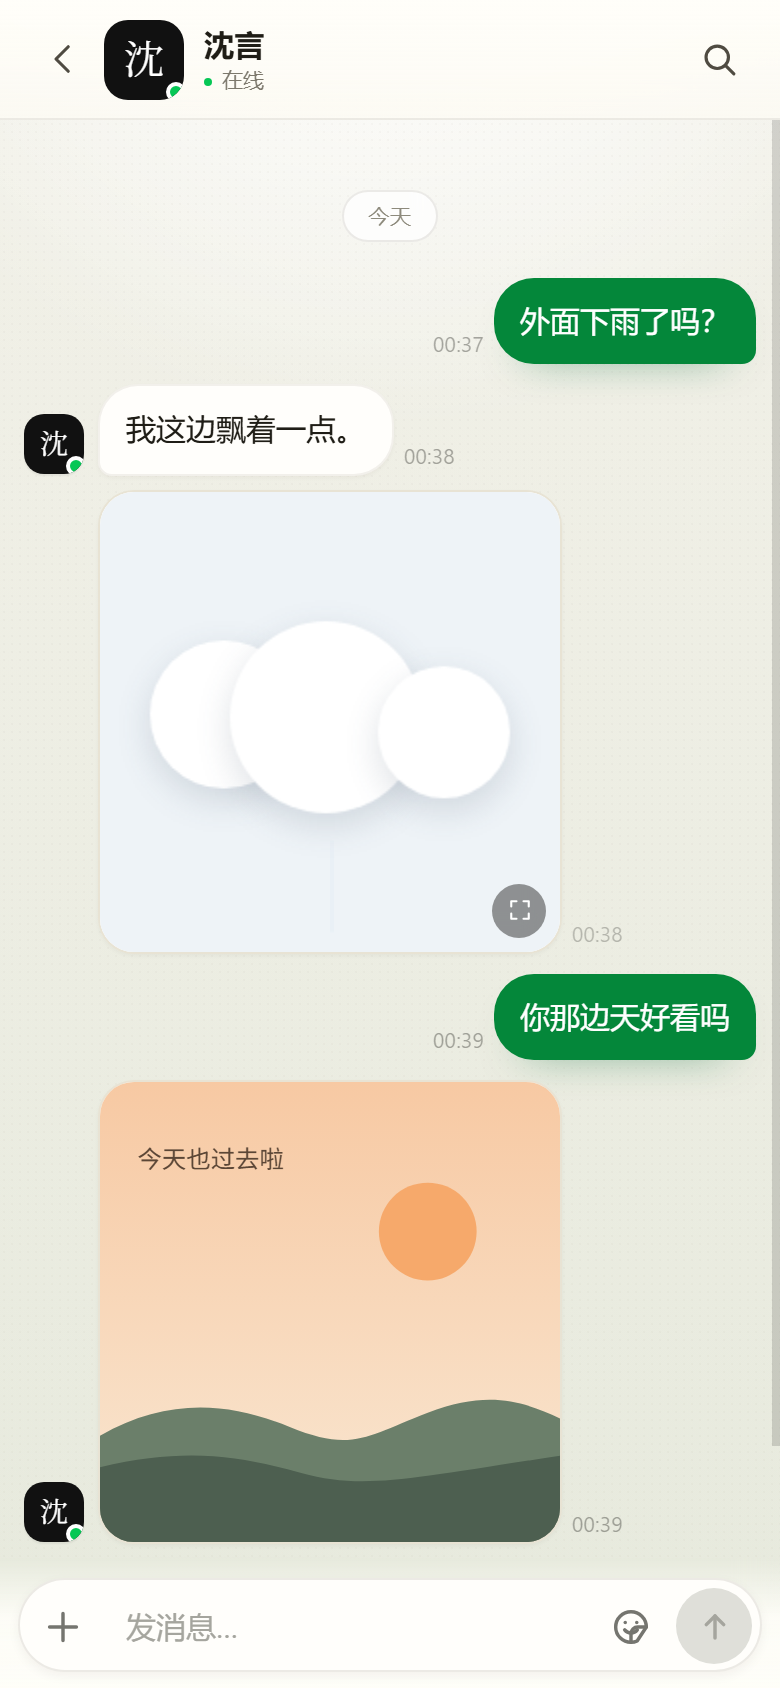 沈
沈言
在线
今天
外面下雨了吗?
00:37
沈
我这边飘着一点。
00:38
00:38
你那边天好看吗
00:39
今天也过去啦
沈
00:39
发消息...